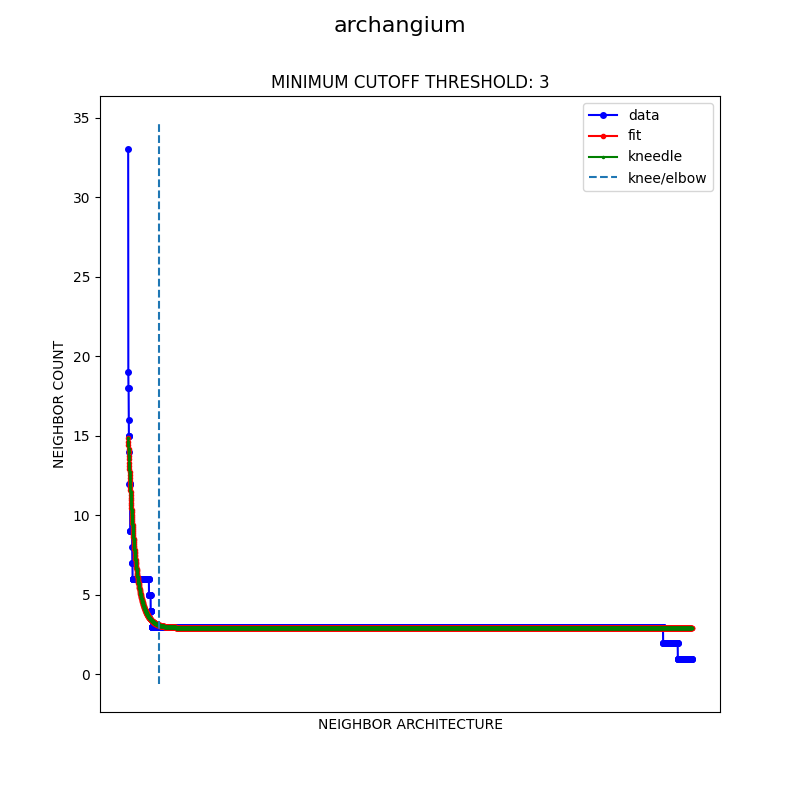 archangium
MINIMUM CUTOFF THRESHOLD: 3
data
fit
kneedle
knee/elbow
35
30
25
20
15
10
5
0
NEIGHBOR COUNT
NEIGHBOR ARCHITECTURE